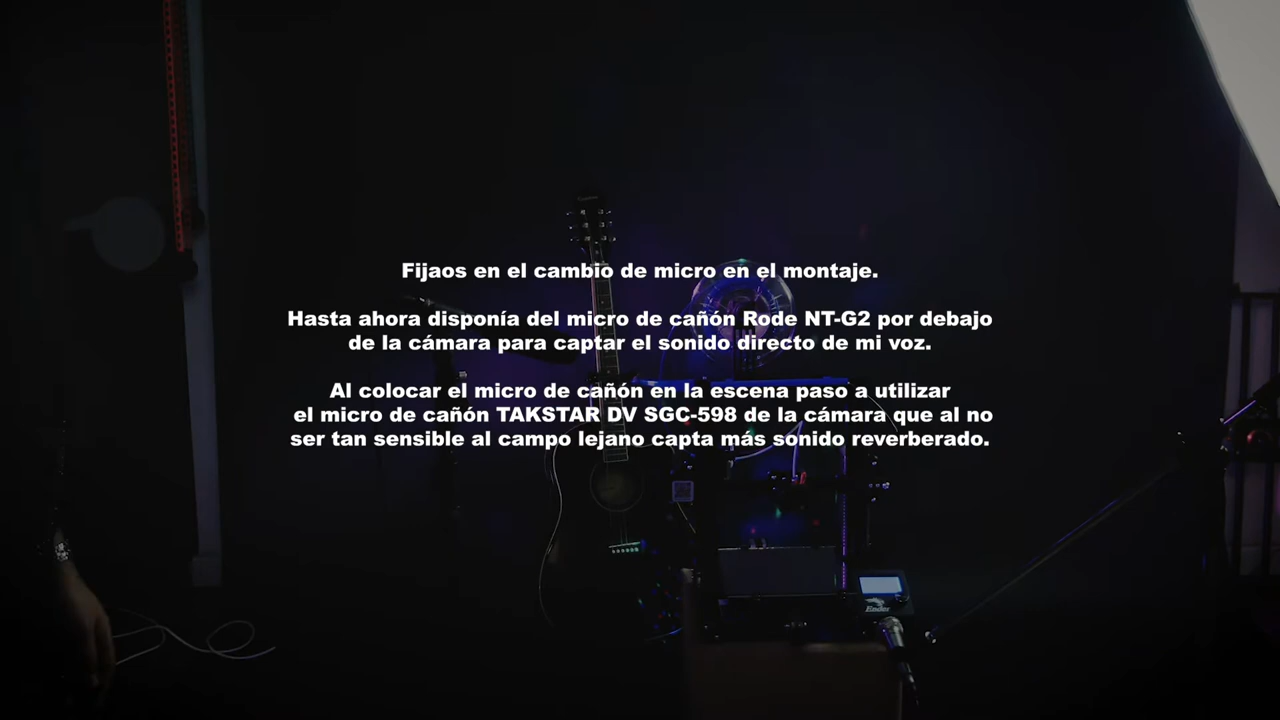 Fijaos en el cambio de micro en el montaje.
Hasta ahora disponía del micro de cañón Rode NT-G2 por debajo
de la cámara para captar el sonido directo de mi voz.
Al colocar el micro de cañón en la escena paso a utilizar
el micro de cañón TAKSTAR DV SGC-598 de la cámara que al no
ser tan sensible al campo lejano capta más sonido reverberado.
Ender